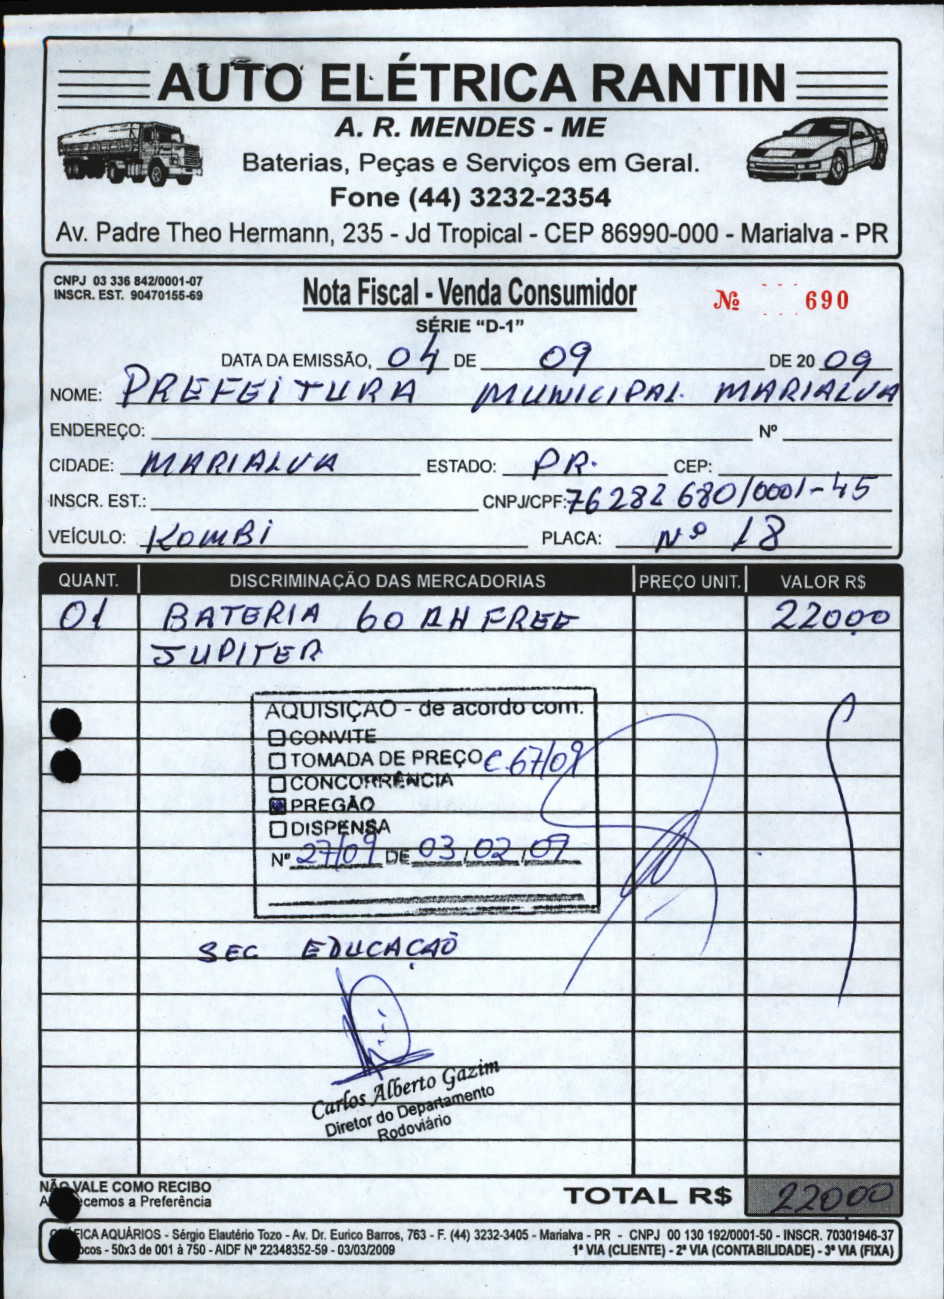 AUTO ELÉTRICA RANTIN
A. R. MENDES - ME
Baterias, Peças e Serviços em Geral.
Fone (44) 3232-2354
Av. Padre Theo Hermann, 235 - Jd Tropical - CEP 86990-000 - Marialva - PR
CNPJ 03 336 842/0001-07
INSCR. EST. 90470155-69
Nota Fiscal - Venda Consumidor
Nº 690
SÉRIE "D-1"
DATA DA EMISSÃO, 04 DE 09 DE 20 09
NOME: PREFEITURA MUNICIPAL MARIALVA
ENDEREÇO: Nº
CIDADE: MARIALVA ESTADO: PR. CEP:
INSCR. EST.: CNPJ/CPF: 76282680/0001-45
VEÍCULO: KOMBI PLACA: Nº 18
QUANT. DISCRIMINAÇÃO DAS MERCADORIAS PREÇO UNIT. VALOR R$
01 BATERIA 60 AH FREE 220,00
JUPITER
AQUISIÇÃO - de acordo com:
CONVITE
TOMADA DE PREÇO C.67/09
CONCORRÊNCIA
PREGÃO
DISPENSA
Nº 27/09 DE 03,02,09
SEC EDUCAÇAÕ
Carlos Alberto Gazim
Diretor do Departamento
Rodoviário
NÃO VALE COMO RECIBO
cemos a Preferência
TOTAL R$ 22000
FICA AQUÀRIOS - Sérgio Elautério Tozo - Av. Dr. Eurico Barros, 763 - F. (44) 3232-3405 - Marialva - PR - CNPJ 00 130 192/0001-50 - INSCR. 70301946-37
ocos - 50x3 de 001 à 750 - AIDF Nº 22348352-59 - 03/03/2009 1ª VIA (CLIENTE) - 2ª VIA (CONTABILIDADE) - 3ª VIA (FIXA)